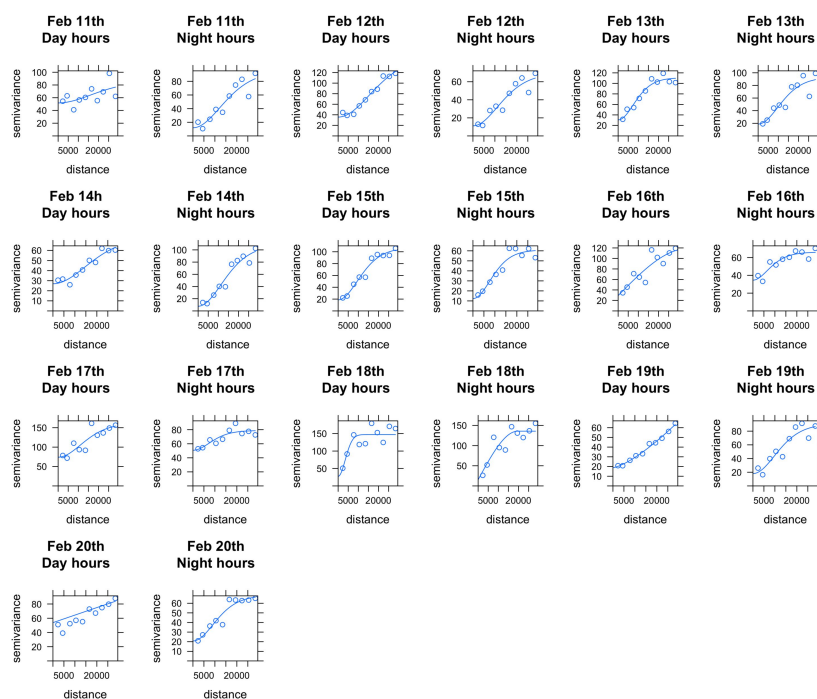 Feb 11th
Day hours
semivariance
100
80
60
40
20
5000 20000
distance
Feb 11th
Night hours
semivariance
80
60
40
20
5000 20000
distance
Feb 12th
Day hours
semivariance
120
100
80
60
40
20
5000 20000
distance
Feb 12th
Night hours
semivariance
60
40
20
5000 20000
distance
Feb 13th
Day hours
semivariance
120
100
80
60
40
20
5000 20000
distance
Feb 13th
Night hours
semivariance
100
80
60
40
20
5000 20000
distance
Feb 14h
Day hours
semivariance
60
50
40
30
20
10
5000 20000
distance
Feb 14th
Night hours
semivariance
100
80
60
40
20
5000 20000
distance
Feb 15th
Day hours
semivariance
100
80
60
40
20
5000 20000
distance
Feb 15th
Night hours
semivariance
60
50
40
30
20
10
5000 20000
distance
Feb 16th
Day hours
semivariance
120
100
80
60
40
20
5000 20000
distance
Feb 16th
Night hours
semivariance
60
40
20
5000 20000
distance
Feb 17th
Day hours
semivariance
150
100
50
5000 20000
distance
Feb 17th
Night hours
semivariance
80
60
40
20
5000 20000
distance
Feb 18th
Day hours
semivariance
150
100
50
5000 20000
distance
Feb 18th
Night hours
semivariance
150
100
50
5000 20000
distance
Feb 19th
Day hours
semivariance
60
50
40
30
20
10
5000 20000
distance
Feb 19th
Night hours
semivariance
80
60
40
20
5000 20000
distance
Feb 20th
Day hours
semivariance
80
60
40
20
5000 20000
distance
Feb 20th
Night hours
semivariance
60
50
40
30
20
10
5000 20000
distance